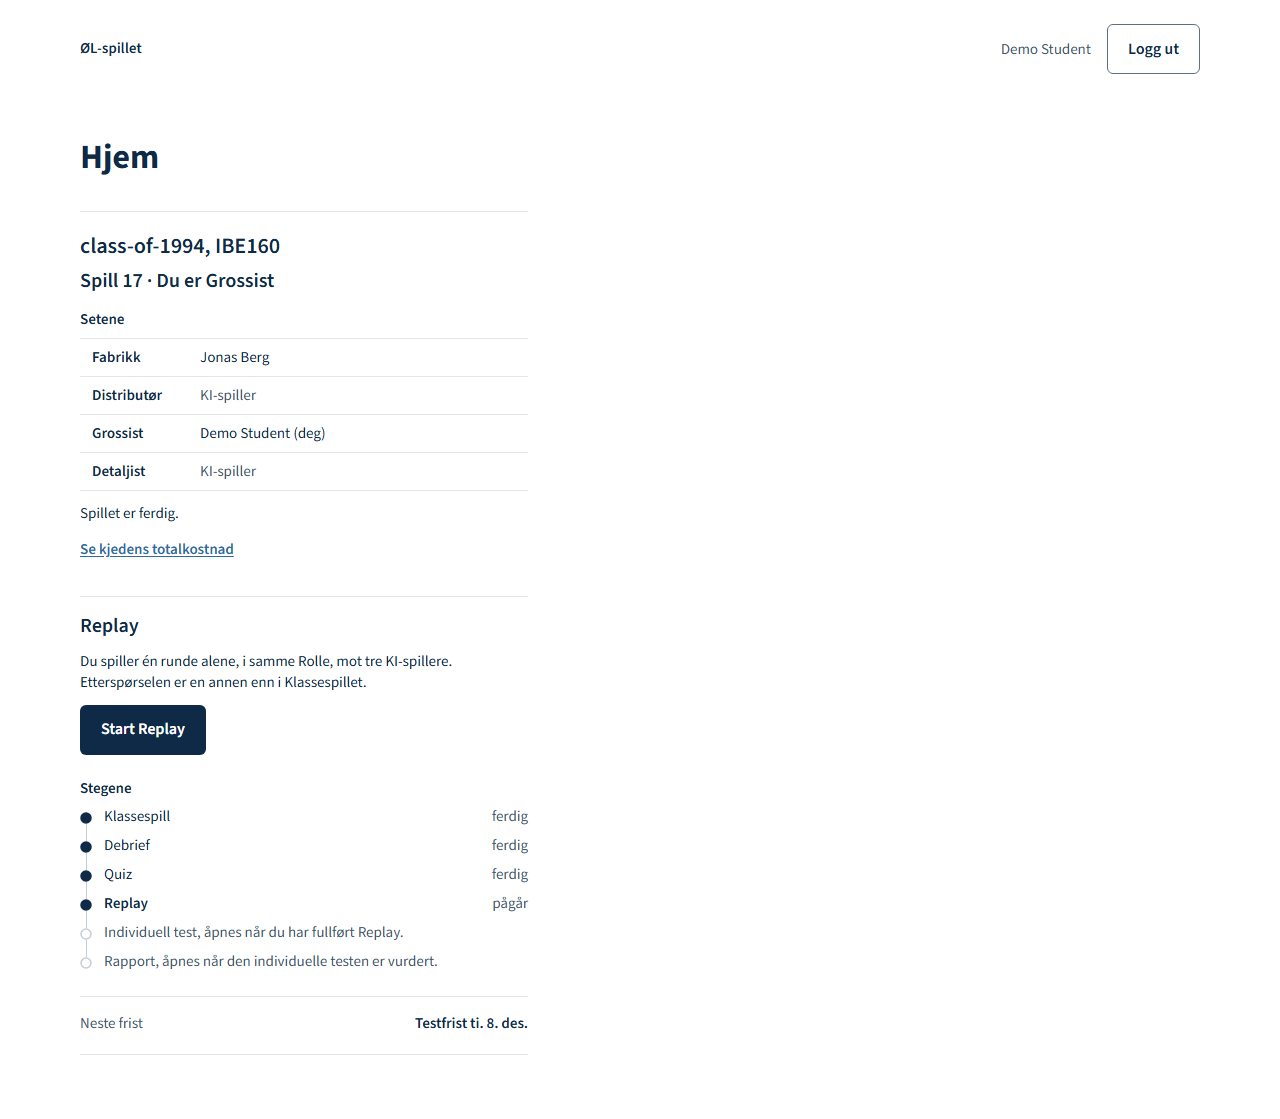 ØL-spillet
Demo Student
Logg ut
Hjem
class-of-1994, IBE160
Spill 17 · Du er Grossist
Setene
Fabrikk Jonas Berg
Distributør KI-spiller
Grossist Demo Student (deg)
Detaljist KI-spiller
Spillet er ferdig.
Se kjedens totalkostnad
Replay
Du spiller én runde alene, i samme Rolle, mot tre KI-spillere.
Etterspørselen er en annen enn i Klassespillet.
Start Replay
Stegene
Klassespill ferdig
Debrief ferdig
Quiz ferdig
Replay pågår
Individuell test, åpnes når du har fullført Replay.
Rapport, åpnes når den individuelle testen er vurdert.
Neste frist Testfrist ti. 8. des.